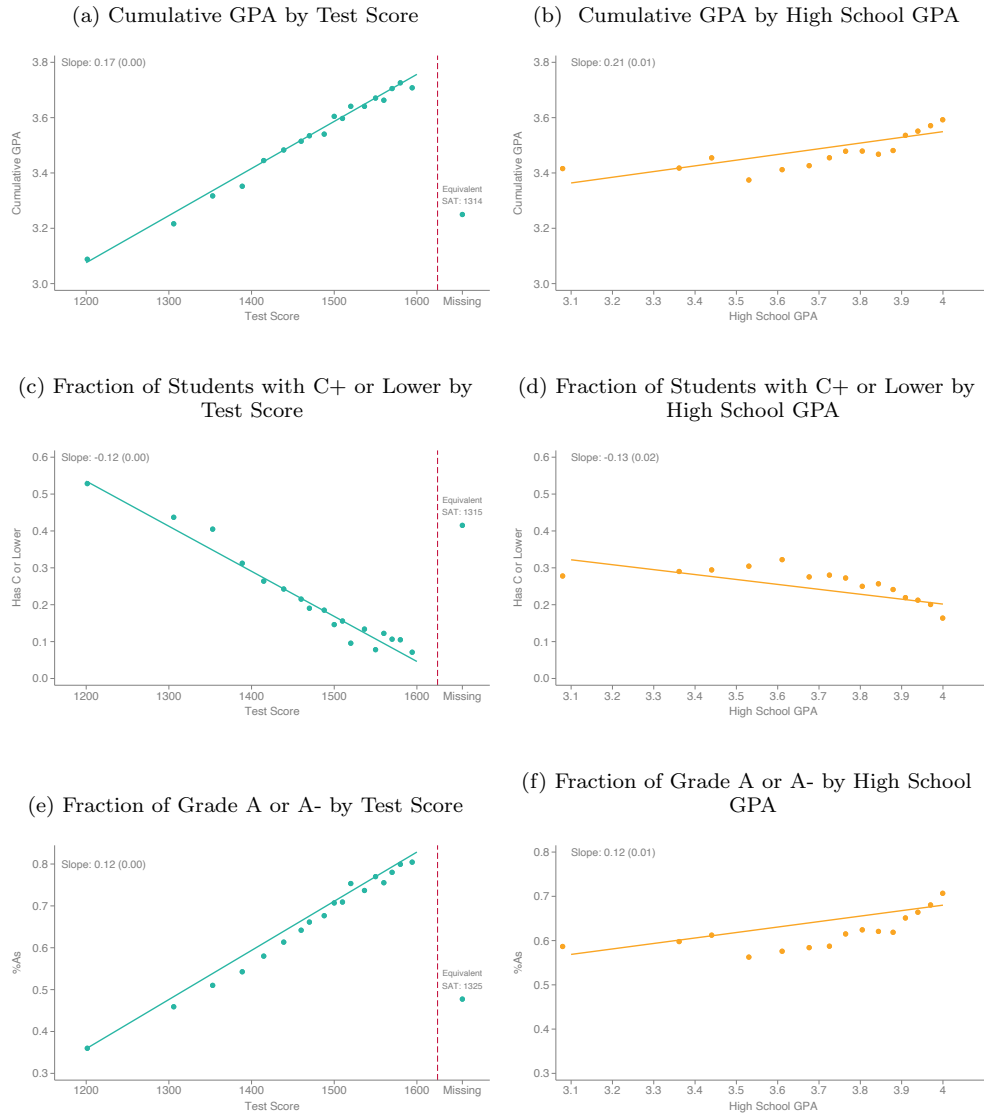 (a) Cumulative GPA by Test Score
Slope: 0.17 (0.00)
Cumulative GPA
3.8
3.6
3.4
3.2
3.0
Equivalent
SAT: 1314
1200 1300 1400 1500 1600 Missing
Test Score
(b) Cumulative GPA by High School GPA
Slope: 0.21 (0.01)
Cumulative GPA
3.8
3.6
3.4
3.2
3.0
3.1 3.2 3.3 3.4 3.5 3.6 3.7 3.8 3.9 4
High School GPA
(c) Fraction of Students with C+ or Lower by
Test Score
Slope: -0.12 (0.00)
Has C or Lower
0.6
0.5
0.4
0.3
0.2
0.1
0.0
Equivalent
SAT: 1315
1200 1300 1400 1500 1600 Missing
Test Score
(d) Fraction of Students with C+ or Lower by
High School GPA
Slope: -0.13 (0.02)
Has C or Lower
0.6
0.5
0.4
0.3
0.2
0.1
0.0
3.1 3.2 3.3 3.4 3.5 3.6 3.7 3.8 3.9 4
High School GPA
(e) Fraction of Grade A or A- by Test Score
Slope: 0.12 (0.00)
%As
0.8
0.7
0.6
0.5
0.4
0.3
Equivalent
SAT: 1325
1200 1300 1400 1500 1600 Missing
Test Score
(f) Fraction of Grade A or A- by High School
GPA
Slope: 0.12 (0.01)
%As
0.8
0.7
0.6
0.5
0.4
0.3
3.1 3.2 3.3 3.4 3.5 3.6 3.7 3.8 3.9 4
High School GPA